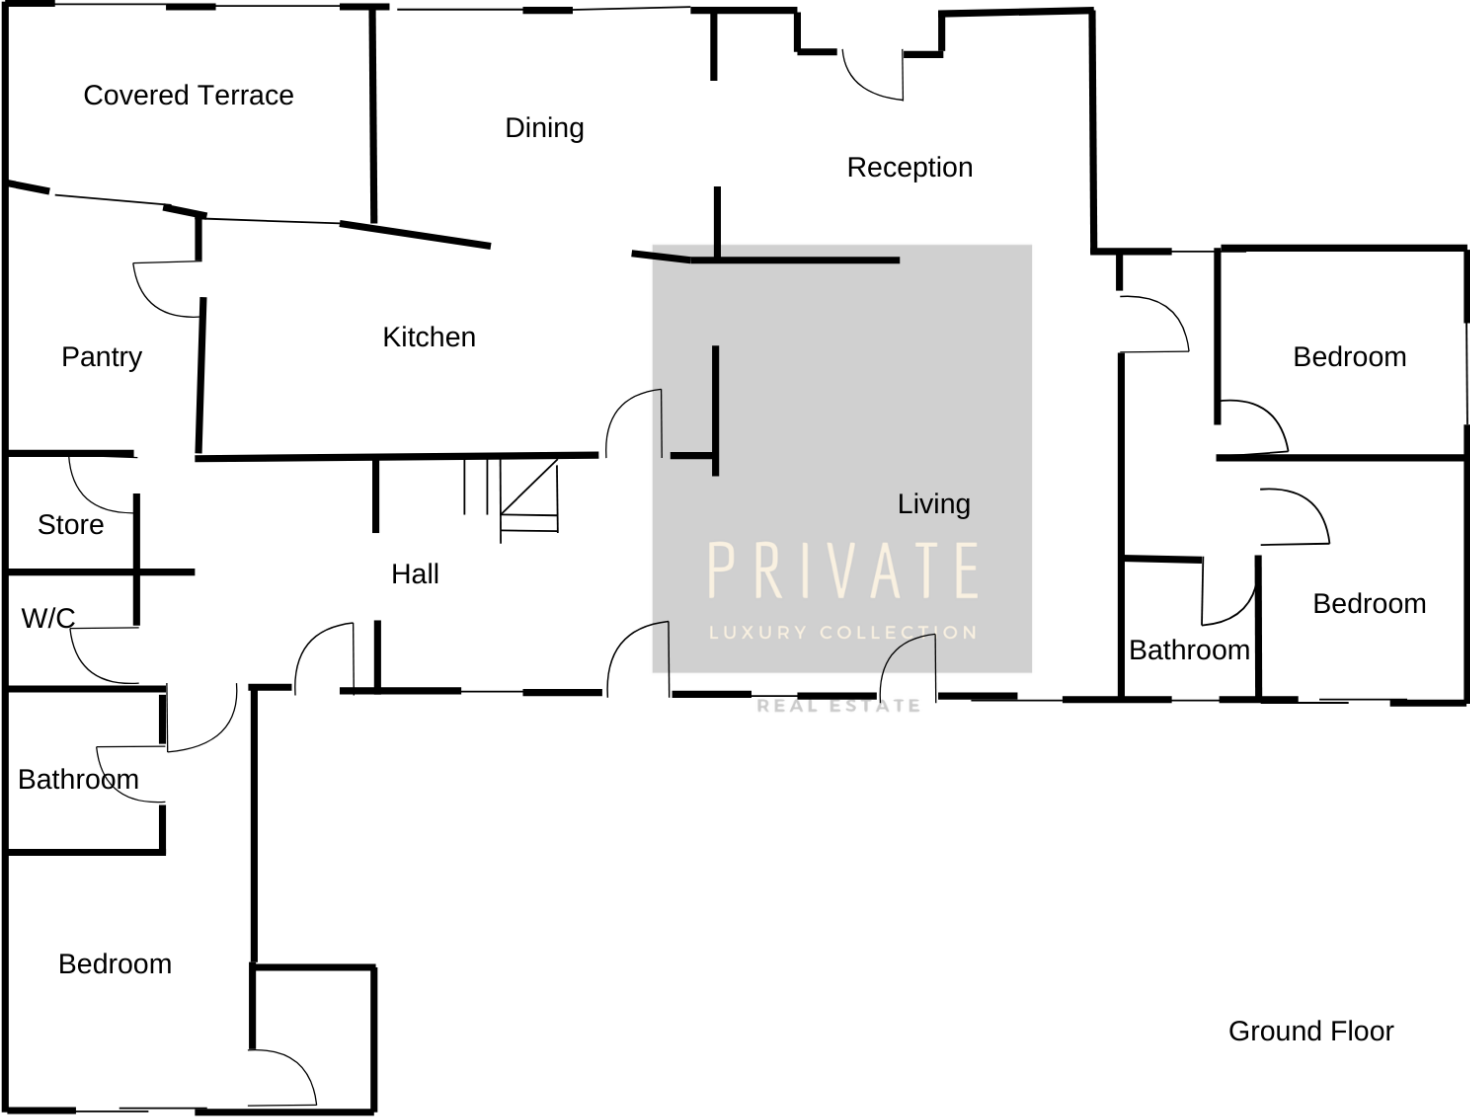 Covered Terrace
Dining
Reception
Kitchen
Pantry
Bedroom
Living
Store
Hall
PRIVATE
LUXURY COLLECTION
REAL ESTATE
W/C
Bedroom
Bathroom
Bathroom
Bedroom
Ground Floor